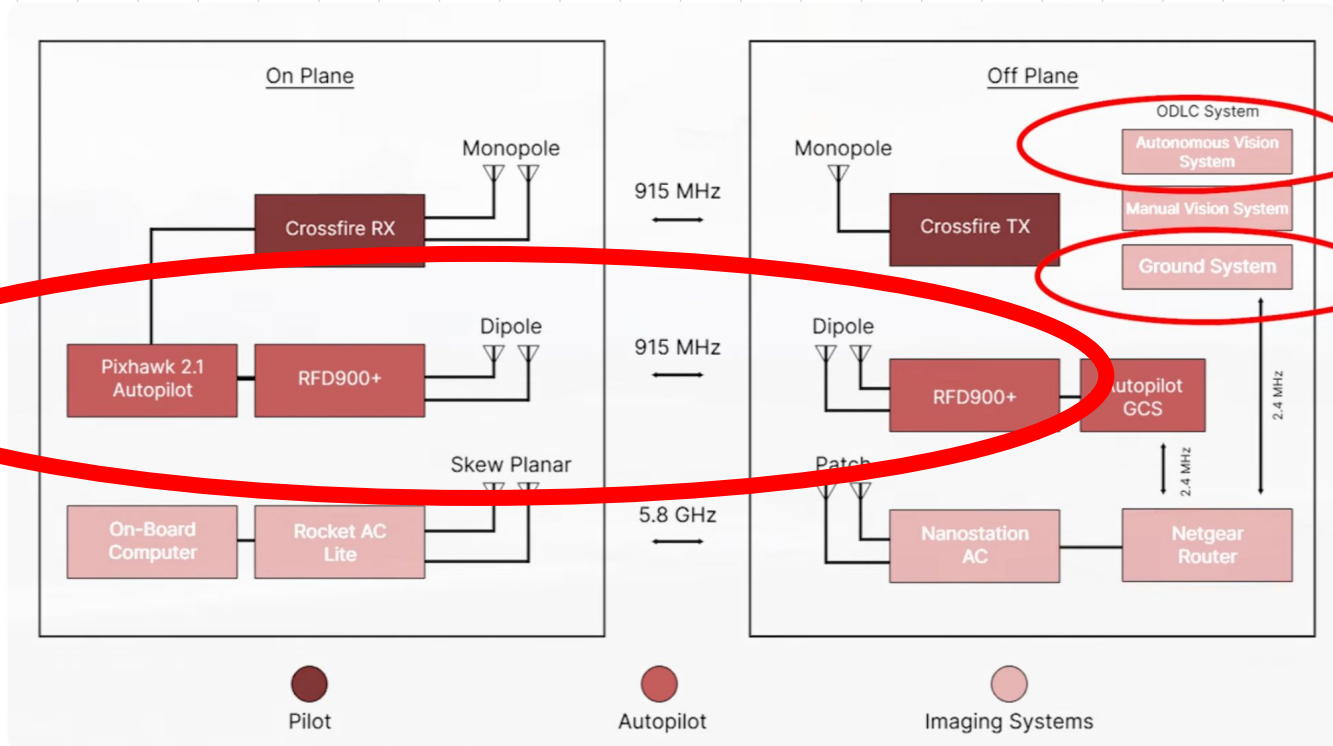 On Plane
Monopole
Crossfire RX
Dipole
Pixhawk 2.1
Autopilot
RFD900+
Skew Planar
On-Board
Computer
Rocket AC
Lite
915 MHz
915 MHz
5.8 GHz
Off Plane
ODLC System
Autonomous Vision
System
Manual Vision System
Ground System
Monopole
Crossfire TX
Dipole
RFD900+
Autopilot
GCS
2.4 MHz
2.4 MHz
Patch
Nanostation
AC
Netgear
Router
Pilot
Autopilot
Imaging Systems